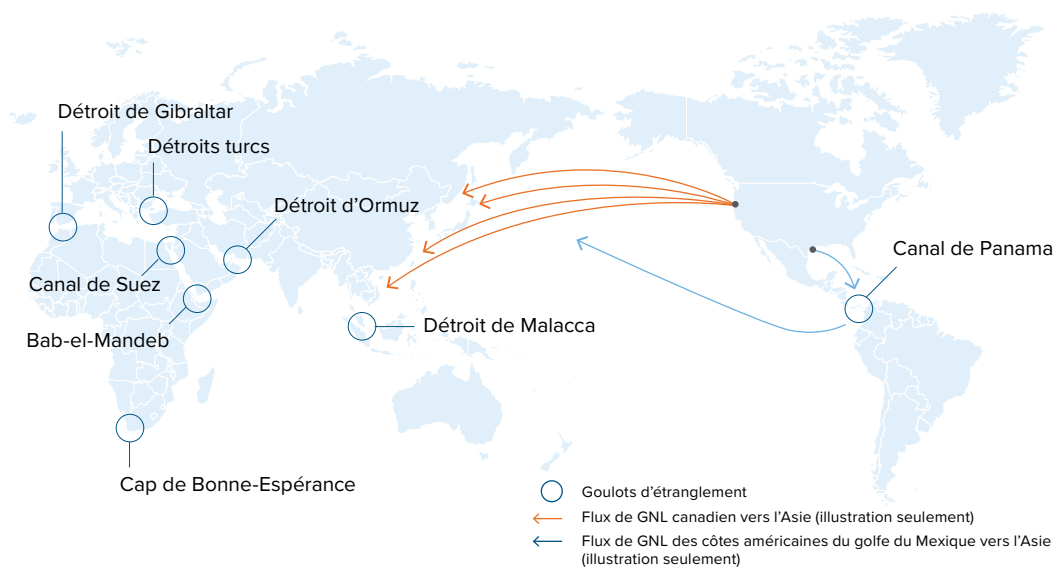 Détroit de Gibraltar
Détroits turcs
Détroit d’Ormuz
Canal de Panama
Canal de Suez
Détroit de Malacca
Bab-el-Mandeb
Cap de Bonne-Espérance
Goulots d’étranglement
Flux de GNL canadien vers l’Asie (illustration seulement)
Flux de GNL des côtes américaines du golfe du Mexique vers l’Asie
(illustration seulement)